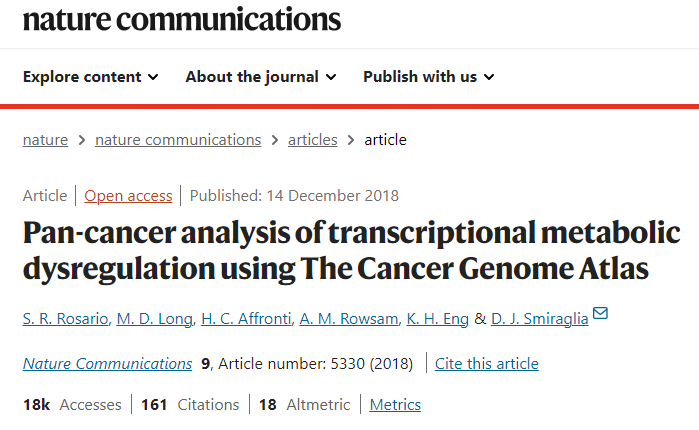 nature communications
Explore content About the journal Publish with us
nature > nature communications > articles > article
Article | Open access | Published: 14 December 2018
Pan-cancer analysis of transcriptional metabolic
dysregulation using The Cancer Genome Atlas
S. R. Rosario, M. D. Long, H. C. Affronti, A. M. Rowsam, K. H. Eng & D. J. Smiraglia
Nature Communications 9, Article number: 5330 (2018) | Cite this article
18k Accesses | 161 Citations | 18 Altmetric | Metrics